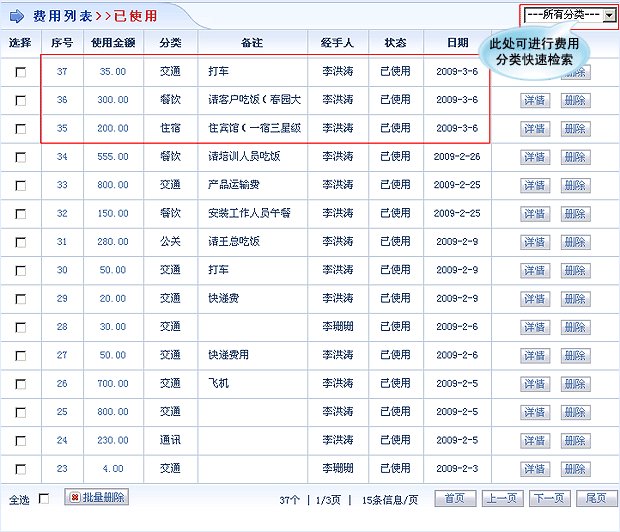 费用列表>>已使用 ---所有分类---
选择 序号 使用金额 分类 备注 经手人 状态 日期
此处可进行费用
分类快速检索
37 35.00 交通 打车 李洪涛 已使用 2009-3-6 删除
36 300.00 餐饮 请客户吃饭(春园大 李洪涛 已使用 2009-3-6 详情 删除
35 200.00 住宿 住宾馆(一宿三星级 李洪涛 已使用 2009-3-6 详情 删除
34 555.00 餐饮 请培训人员吃饭 李洪涛 已使用 2009-2-26 详情 删除
33 800.00 交通 产品运输费 李洪涛 已使用 2009-2-25 详情 删除
32 150.00 餐饮 安装工作人员午餐 李洪涛 已使用 2009-2-25 详情 删除
31 280.00 公关 请王总吃饭 李洪涛 已使用 2009-2-9 详情 删除
30 50.00 交通 打车 李洪涛 已使用 2009-2-9 详情 删除
29 20.00 交通 快递费 李洪涛 已使用 2009-2-9 详情 删除
28 30.00 交通 李珊珊 已使用 2009-2-6 详情 删除
27 50.00 交通 快递费用 李洪涛 已使用 2009-2-6 详情 删除
26 700.00 交通 飞机 李洪涛 已使用 2009-2-5 详情 删除
25 800.00 交通 李洪涛 已使用 2009-2-5 详情 删除
24 230.00 通讯 李洪涛 已使用 2009-2-5 详情 删除
23 4.00 交通 李洪涛 已使用 2009-2-3 详情 删除
全选 批量删除 37个 | 1/3页 | 15条信息/页 首页 上一页 下一页 尾页